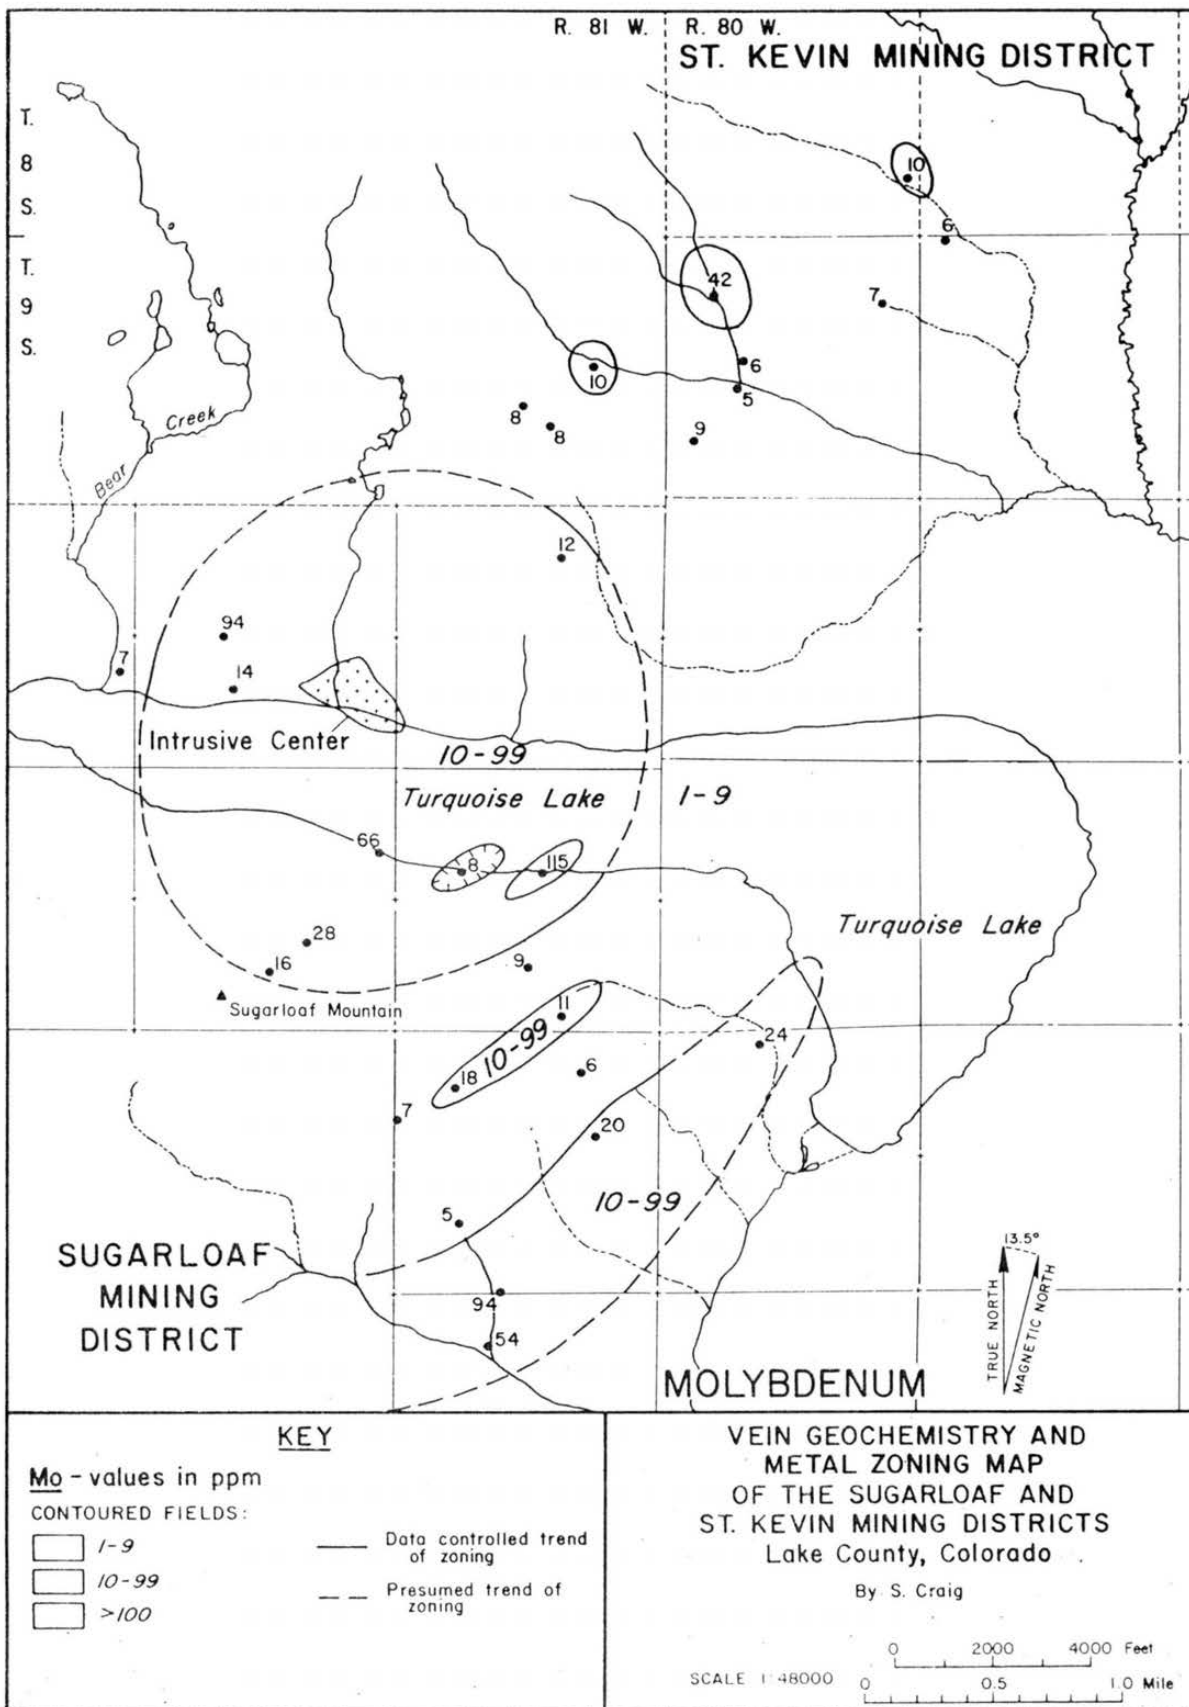 R. 81 W. R. 80 W.
ST. KEVIN MINING DISTRICT
T.
8
S.
T.
9
S.
10
6
42
7
10
6
5
8
8
9
Creek
Bear
12
94
7
14
Intrusive Center
10-99
Turquoise Lake
1-9
66
8
115
Turquoise Lake
28
16
9
Sugarloaf Mountain
11
10-99
24
18
6
7
20
10-99
5
SUGARLOAF
MINING
DISTRICT
94
54
13.5°
TRUE NORTH
MAGNETIC NORTH
MOLYBDENUM
KEY
Mo - values in ppm
CONTOURED FIELDS:
1-9
10-99
>100
Data controlled trend
of zoning
Presumed trend of
zoning
VEIN GEOCHEMISTRY AND
METAL ZONING MAP
OF THE SUGARLOAF AND
ST. KEVIN MINING DISTRICTS
Lake County, Colorado
By S. Craig
0 2000 4000 Feet
SCALE 1:48000
0 0.5 1.0 Mile